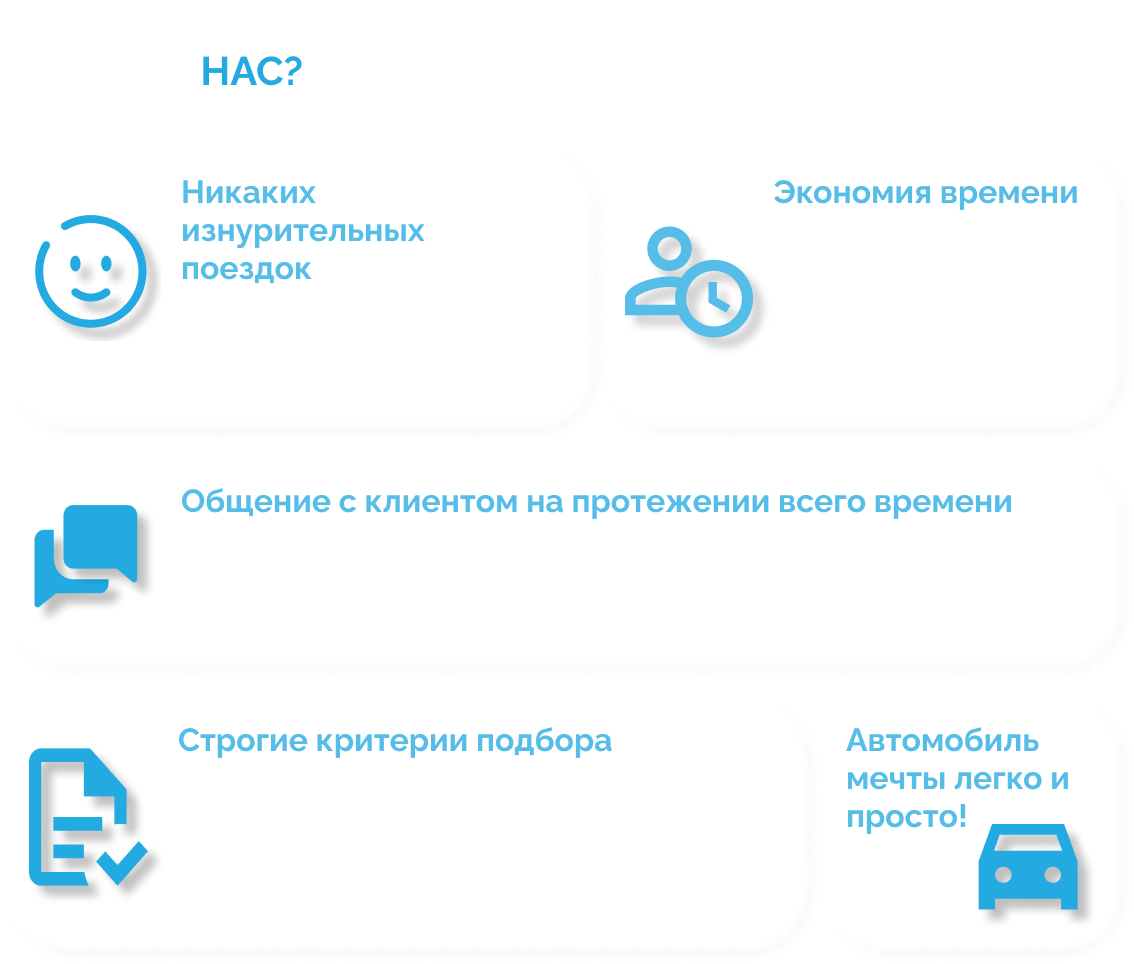 НАС?
Никаких
изнурительных
поездок
Экономия времени
Общение с клиентом на протежении всего времени
Строгие критерии подбора
Автомобиль
мечты легко и
просто!